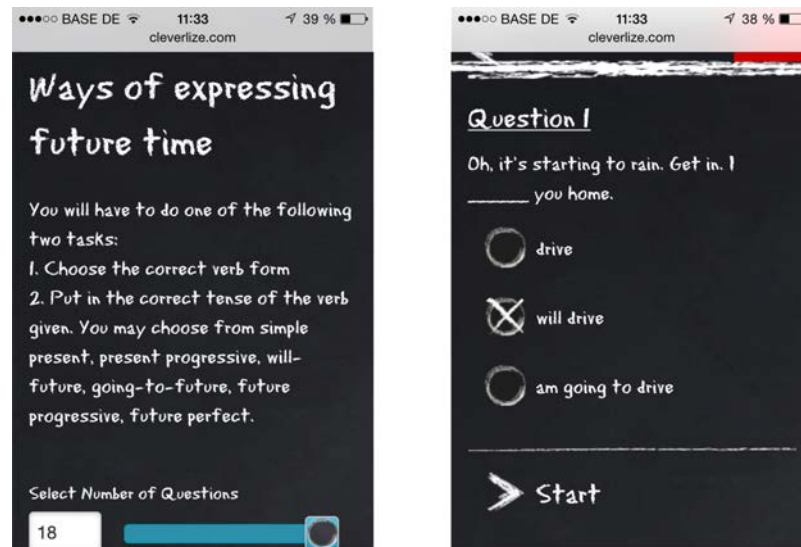 BASE DE 11:33 39 %
cleverlize.com
Ways of expressing
future time
You will have to do one of the following
two tasks:
1. Choose the correct verb form
2. Put in the correct tense of the verb
given. You may choose from simple
present, present progressive, will-
future, going-to-future, future
progressive, future perfect.
Select Number of Questions
18
BASE DE 11:33 38 %
cleverlize.com
Question 1
Oh, it's starting to rain. Get in. I
______ you home.
drive
will drive
am going to drive
Start